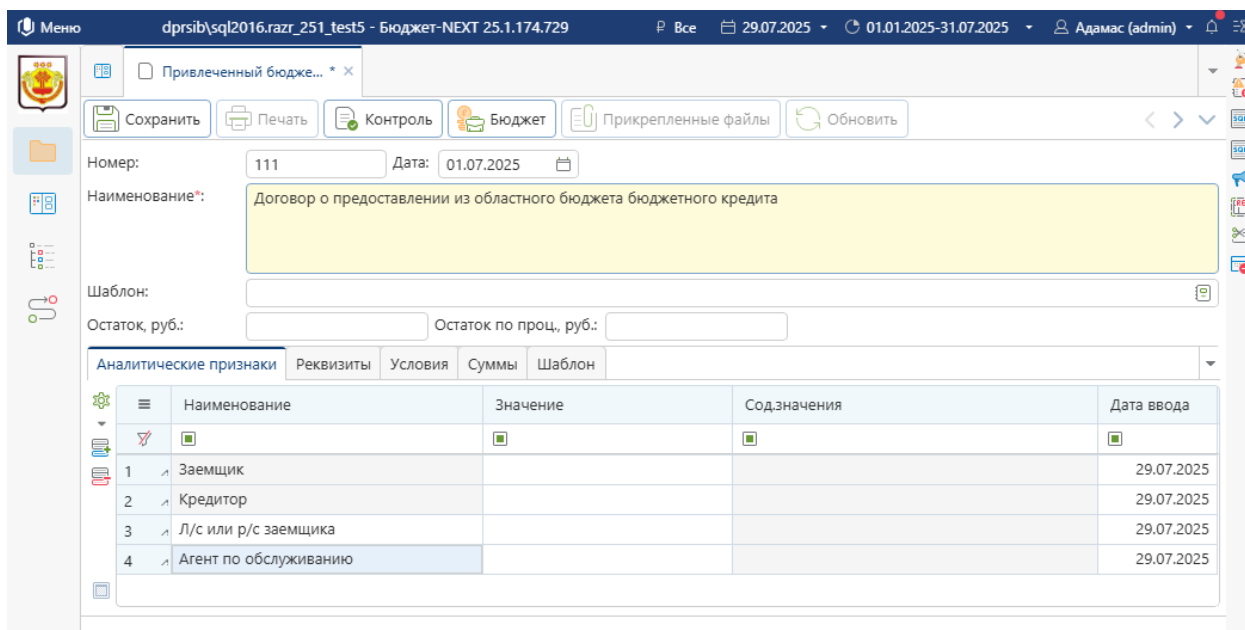 Меню dprsib\sql2016.razr_251_test5 - Бюджет-NEXT 25.1.174.729 ₽ Все 29.07.2025 01.01.2025-31.07.2025 Адамас (admin)
Привлеченный бюдже... *
Сохранить Печать Контроль Бюджет Прикрепленные файлы Обновить
Номер: 111 Дата: 01.07.2025
Наименование*: Договор о предоставлении из областного бюджета бюджетного кредита
Шаблон:
Остаток, руб.: Остаток по проц., руб.:
Аналитические признаки Реквизиты Условия Суммы Шаблон
Наименование Значение Сод.значения Дата ввода
1 Заемщик 29.07.2025
2 Кредитор 29.07.2025
3 Л/с или р/с заемщика 29.07.2025
4 Агент по обслуживанию 29.07.2025